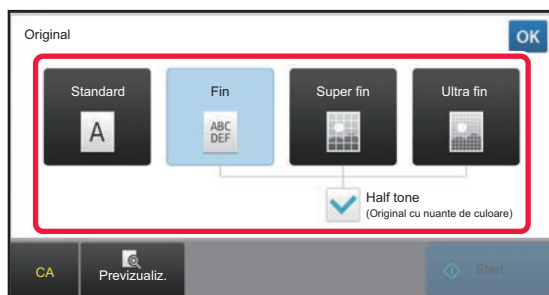 Original
OK
Standard
Fin
Super fin
Ultra fin
A
ABC
DEF
Half tone
(Original cu nuante de culoare)
CA
Previzualiz.
Start